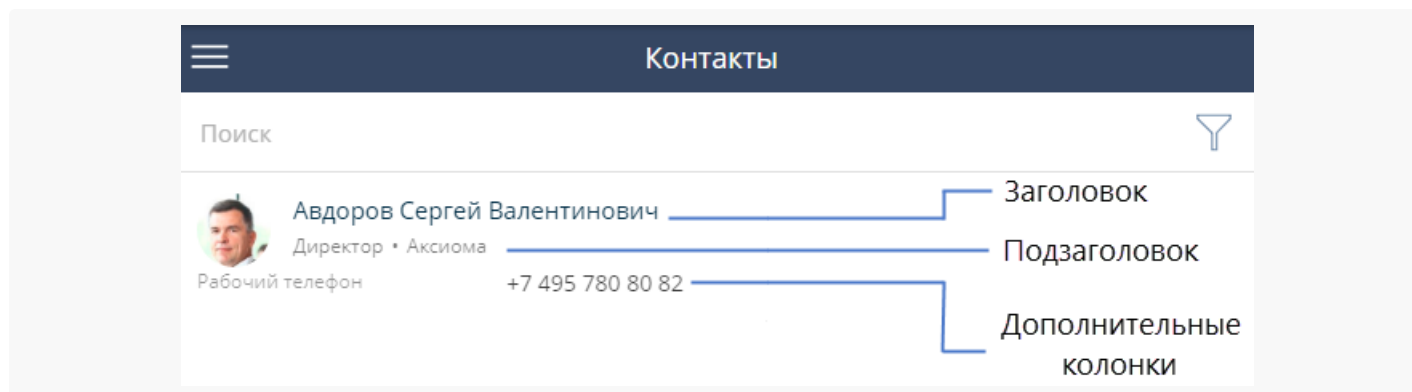 Контакты
Поиск
Заголовок
Авдоров Сергей Валентинович
Директор • Аксиома
Подзаголовок
Рабочий телефон +7 495 780 80 82
Дополнительные
колонки